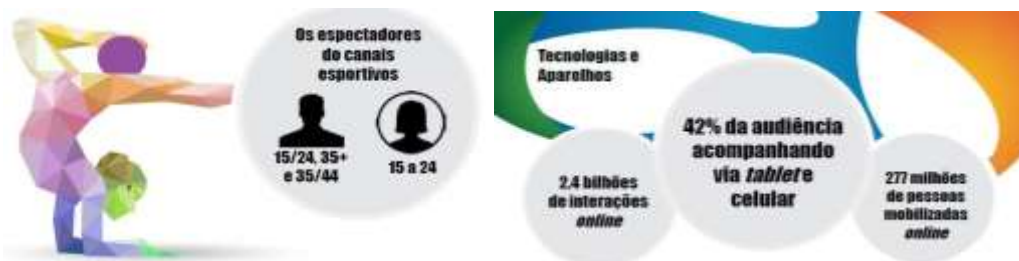 Os espectadores
do canais
esportivos
15/24, 35+
e 35/44
15 a 24
Tecnologias e
Aparelhos
42% da audiência
acompanhando
via tablet e
celular
2,4 bilhões
de interações
online
277 milhões
de pessoas
mobilizadas
online